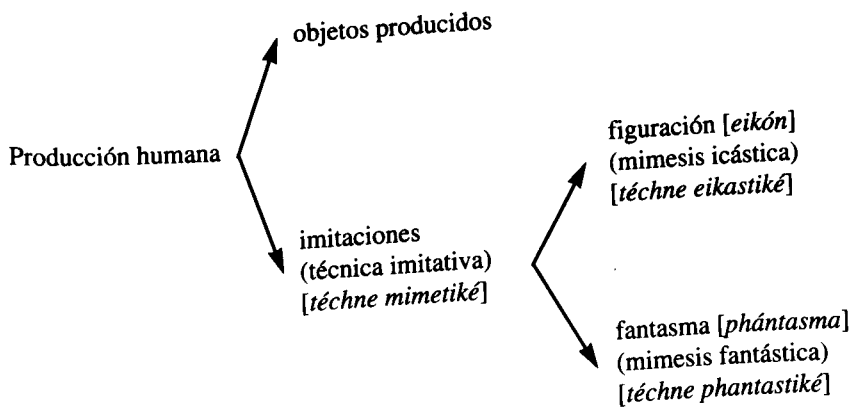 objetos producidos
Producción humana
imitaciones
(técnica imitativa)
[téchne mimetiké]
figuración [eikón]
(mimesis icástica)
[téchne eikastiké]
fantasma [phántasma]
(mimesis fantástica)
[téchne phantastiké]